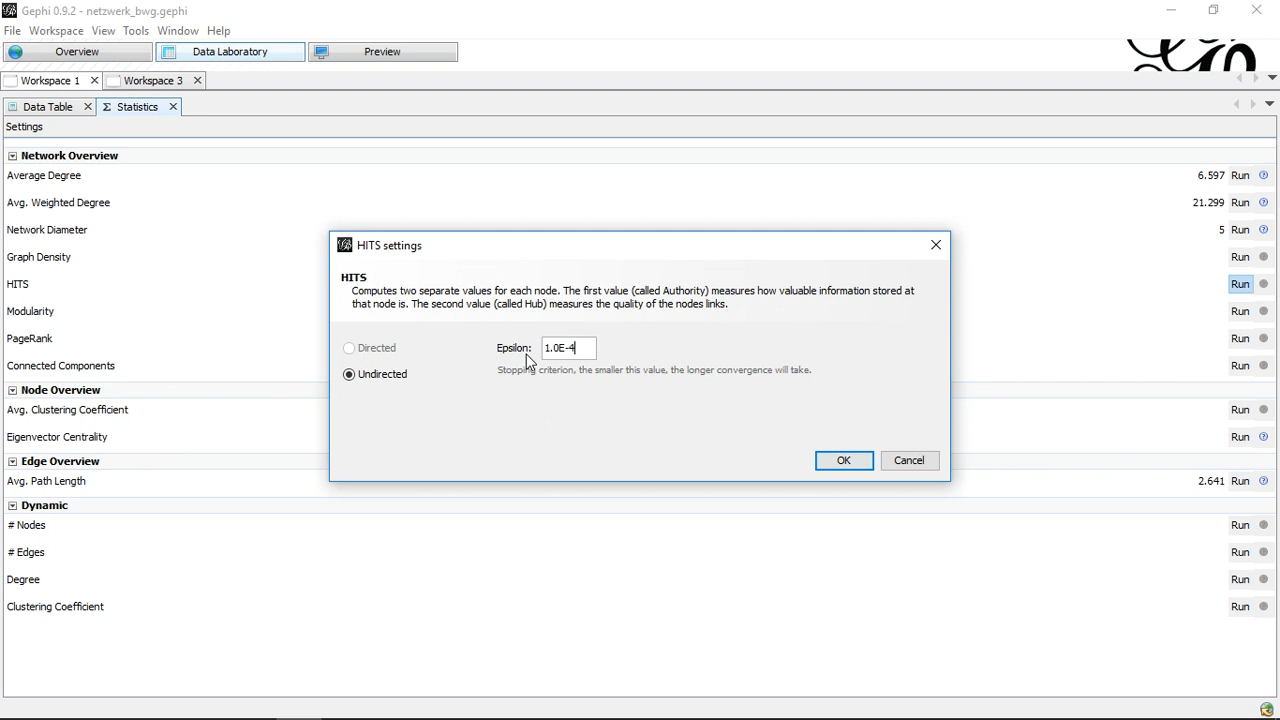 Gephi 0.9.2 - netzwerk_bwg.gephi
File Workspace View Tools Window Help
Overview Data Laboratory Preview
Workspace 1 Workspace 3
Data Table Σ Statistics
Settings
Network Overview
Average Degree 6.597 Run
Avg. Weighted Degree 21.299 Run
Network Diameter 5 Run
Graph Density Run
HITS Run
Modularity Run
PageRank Run
Connected Components Run
Node Overview
Avg. Clustering Coefficient Run
Eigenvector Centrality Run
Edge Overview
Avg. Path Length 2.641 Run
Dynamic
# Nodes Run
# Edges Run
Degree Run
Clustering Coefficient Run
HITS settings
HITS
Computes two separate values for each node. The first value (called Authority) measures how valuable information stored at
that node is. The second value (called Hub) measures the quality of the nodes links.
Directed Epsilon: 1.0E-4
Undirected Stopping criterion, the smaller this value, the longer convergence will take.
OK Cancel